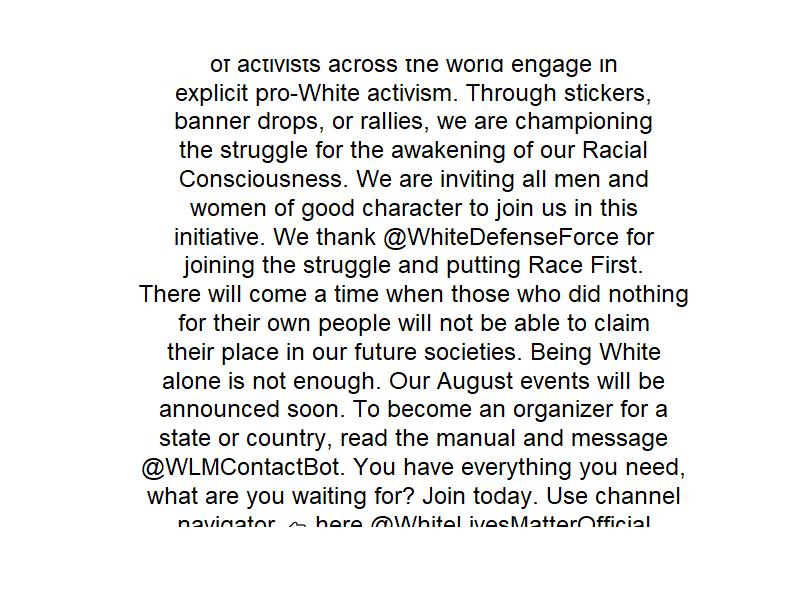 of activists across the world engage in
explicit pro-White activism. Through stickers,
banner drops, or rallies, we are championing
the struggle for the awakening of our Racial
Consciousness. We are inviting all men and
women of good character to join us in this
initiative. We thank @WhiteDefenseForce for
joining the struggle and putting Race First.
There will come a time when those who did nothing
for their own people will not be able to claim
their place in our future societies. Being White
alone is not enough. Our August events will be
announced soon. To become an organizer for a
state or country, read the manual and message
@WLMContactBot. You have everything you need,
what are you waiting for? Join today. Use channel
navigator 👉 here @WhiteLivesMatterOfficial